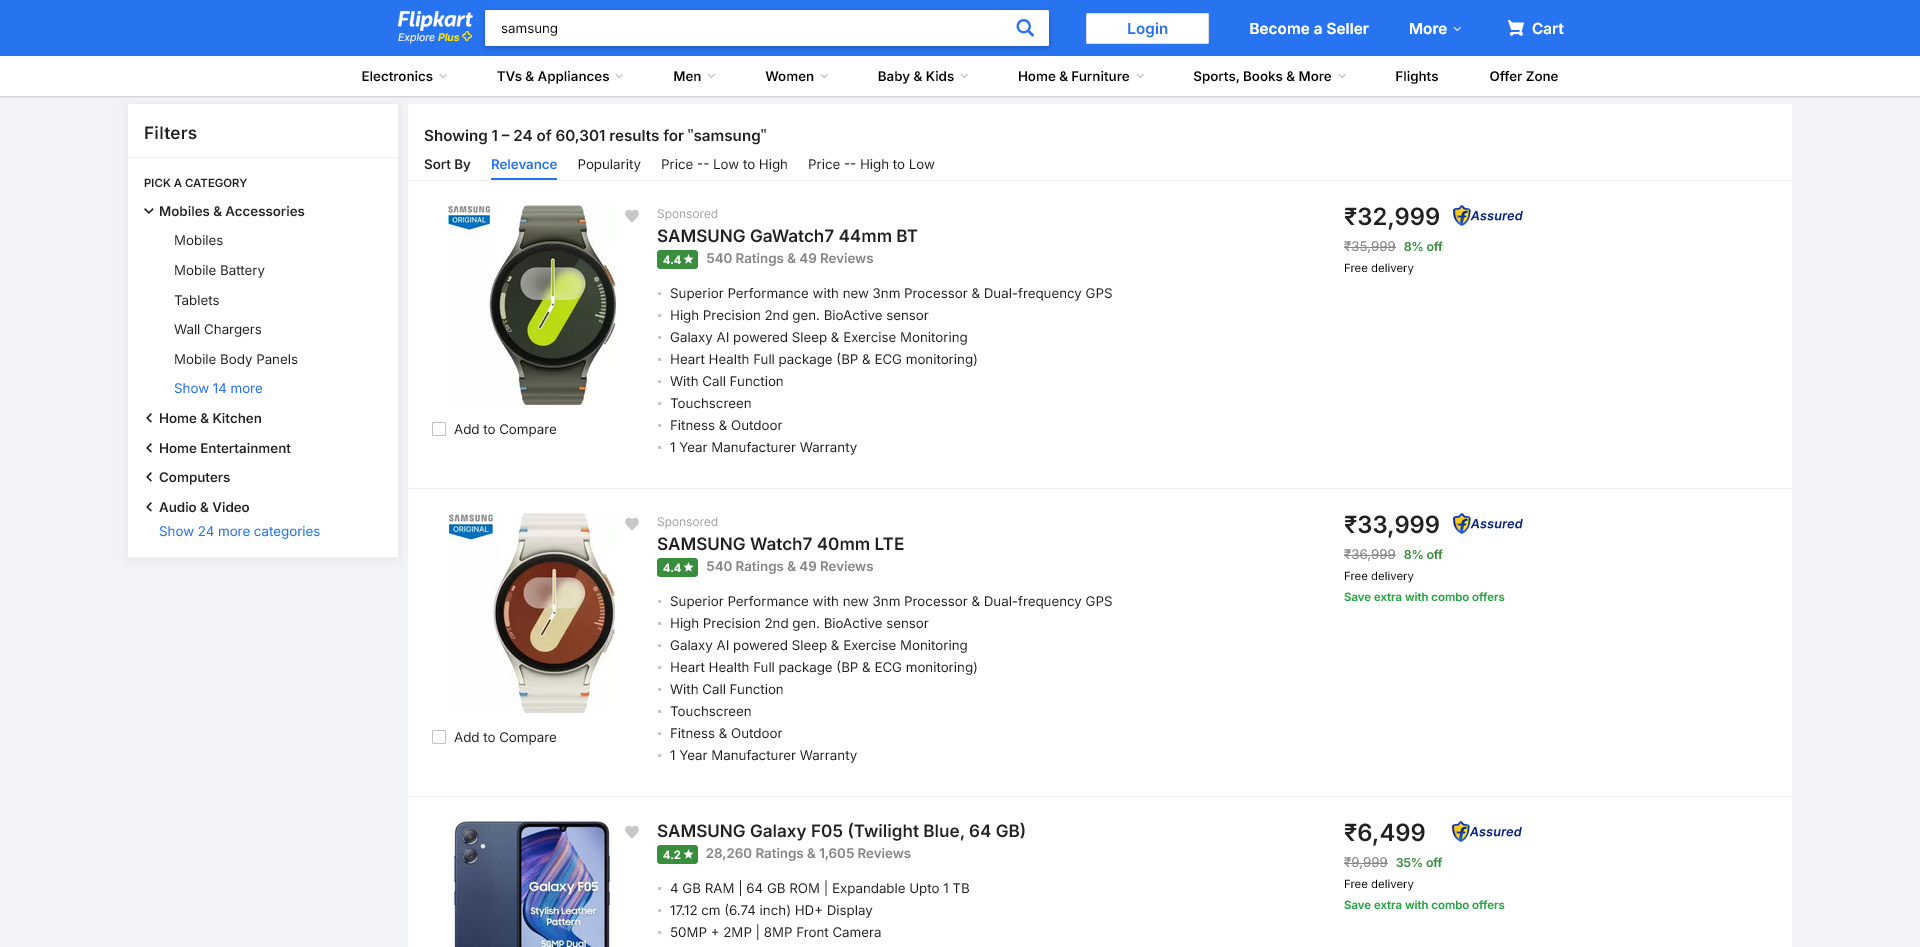 Flipkart
Explore Plus
samsung
Login
Become a Seller
More
Cart
Electronics
TVs & Appliances
Men
Women
Baby & Kids
Home & Furniture
Sports, Books & More
Flights
Offer Zone
Filters
PICK A CATEGORY
Mobiles & Accessories
Mobiles
Mobile Battery
Tablets
Wall Chargers
Mobile Body Panels
Show 14 more
Home & Kitchen
Home Entertainment
Computers
Audio & Video
Show 24 more categories
Showing 1 – 24 of 60,301 results for "samsung"
Sort By
Relevance
Popularity
Price -- Low to High
Price -- High to Low
SAMSUNG
ORIGINAL
Add to Compare
Sponsored
SAMSUNG GaWatch7 44mm BT
4.4★ 540 Ratings & 49 Reviews
Superior Performance with new 3nm Processor & Dual-frequency GPS
High Precision 2nd gen. BioActive sensor
Galaxy AI powered Sleep & Exercise Monitoring
Heart Health Full package (BP & ECG monitoring)
With Call Function
Touchscreen
Fitness & Outdoor
1 Year Manufacturer Warranty
₹32,999
Assured
₹35,999 8% off
Free delivery
SAMSUNG
ORIGINAL
Add to Compare
Sponsored
SAMSUNG Watch7 40mm LTE
4.4★ 540 Ratings & 49 Reviews
Superior Performance with new 3nm Processor & Dual-frequency GPS
High Precision 2nd gen. BioActive sensor
Galaxy AI powered Sleep & Exercise Monitoring
Heart Health Full package (BP & ECG monitoring)
With Call Function
Touchscreen
Fitness & Outdoor
1 Year Manufacturer Warranty
₹33,999
Assured
₹36,999 8% off
Free delivery
Save extra with combo offers
Galaxy F05
Stylish Leather
Pattern
50MP Dual
SAMSUNG Galaxy F05 (Twilight Blue, 64 GB)
4.2★ 28,260 Ratings & 1,605 Reviews
4 GB RAM | 64 GB ROM | Expandable Upto 1 TB
17.12 cm (6.74 inch) HD+ Display
50MP + 2MP | 8MP Front Camera
₹6,499
Assured
₹9,999 35% off
Free delivery
Save extra with combo offers